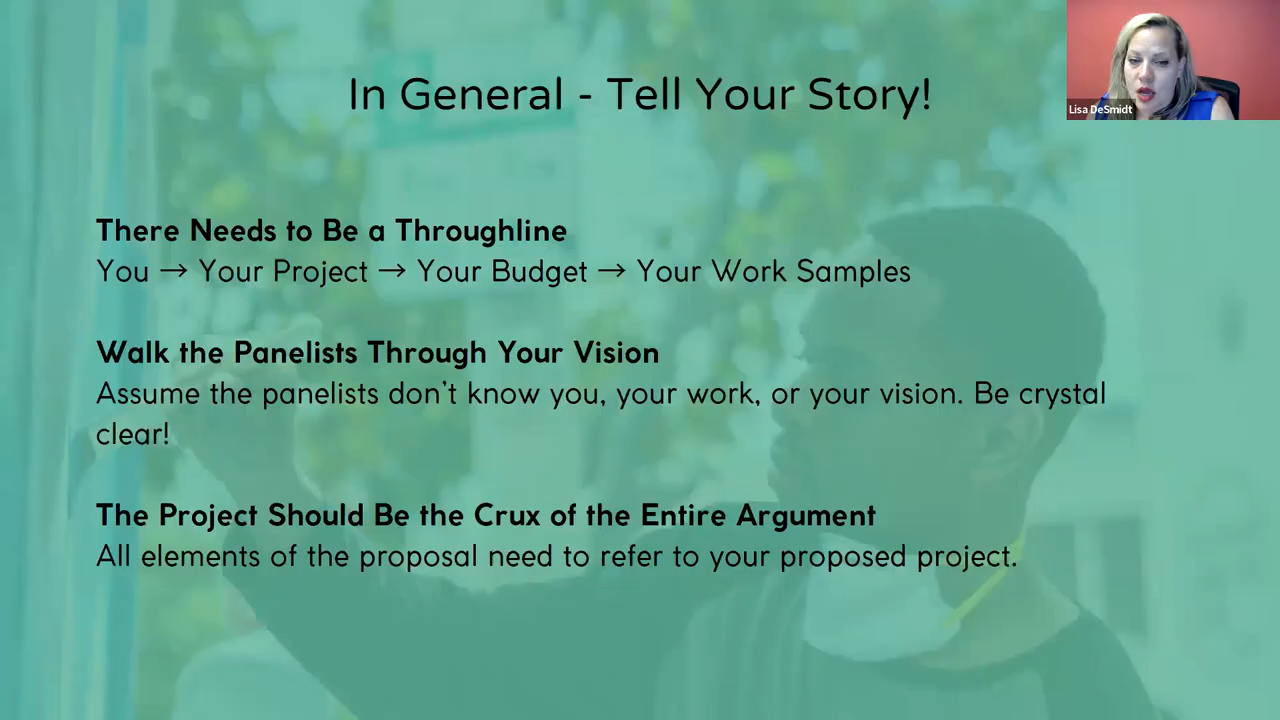 In General - Tell Your Story!
Lisa DeSmidt
There Needs to Be a Throughline
You → Your Project → Your Budget → Your Work Samples
Walk the Panelists Through Your Vision
Assume the panelists don't know you, your work, or your vision. Be crystal
clear!
The Project Should Be the Crux of the Entire Argument
All elements of the proposal need to refer to your proposed project.